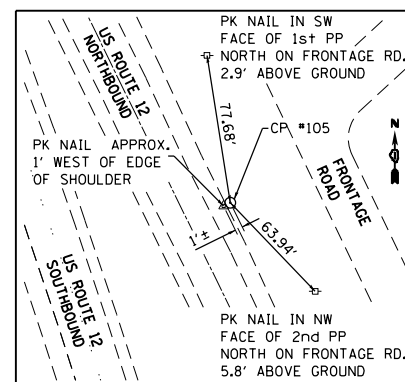 PK NAIL IN SW
FACE OF 1st PP
NORTH ON FRONTAGE RD.
2.9' ABOVE GROUND
US ROUTE 12
NORTHBOUND
77.68'
CP #105
N
PK NAIL APPROX.
1' WEST OF EDGE
OF SHOULDER
FRONTAGE
ROAD
1'±
63.94'
US ROUTE 12
SOUTHBOUND
PK NAIL IN NW
FACE OF 2nd PP
NORTH ON FRONTAGE RD.
5.8' ABOVE GROUND